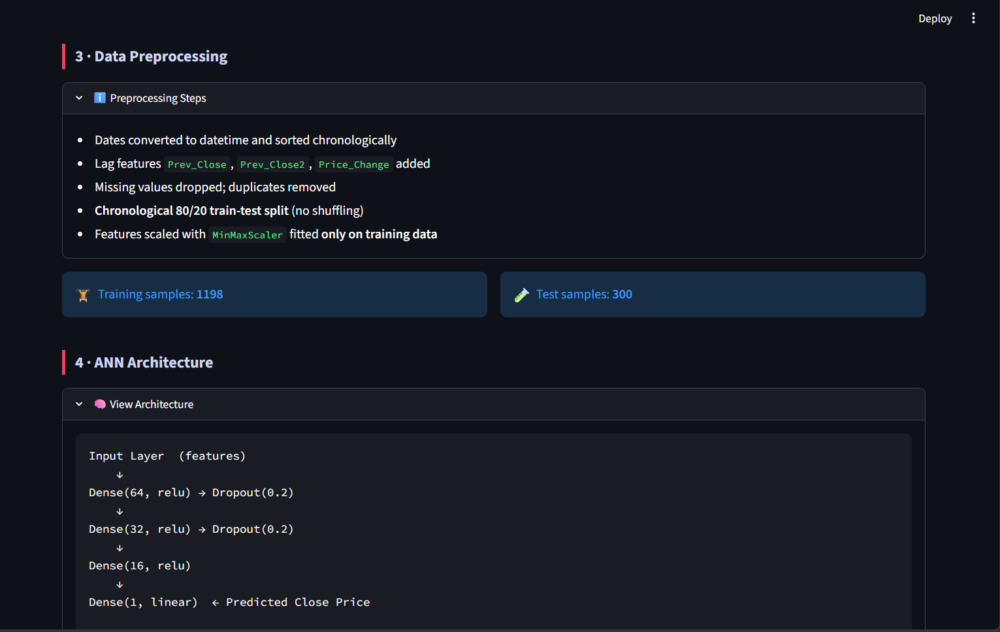 Deploy
3 · Data Preprocessing
ℹ️ Preprocessing Steps
• Dates converted to datetime and sorted chronologically
• Lag features Prev_Close, Prev_Close2, Price_Change added
• Missing values dropped; duplicates removed
• Chronological 80/20 train-test split (no shuffling)
• Features scaled with MinMaxScaler fitted only on training data
Training samples: 1198
Test samples: 300
4 · ANN Architecture
View Architecture
Input Layer  (features)
↓
Dense(64, relu) → Dropout(0.2)
↓
Dense(32, relu) → Dropout(0.2)
↓
Dense(16, relu)
↓
Dense(1, linear)  ← Predicted Close Price